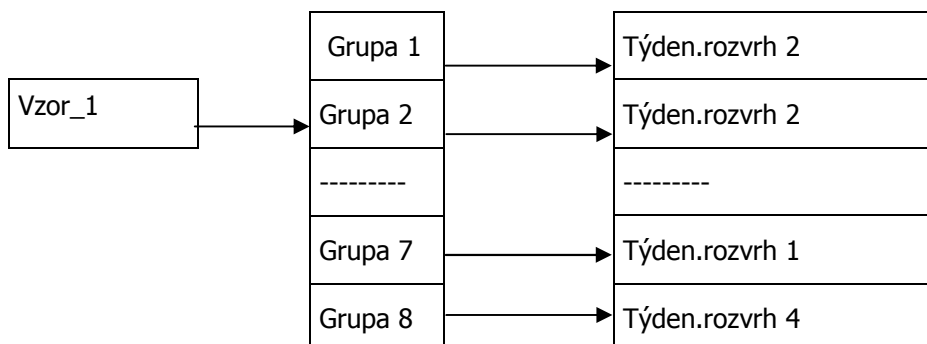 Vzor_1
Grupa 1
Týden.rozvrh 2
Grupa 2
Týden.rozvrh 2
---------
---------
Grupa 7
Týden.rozvrh 1
Grupa 8
Týden.rozvrh 4